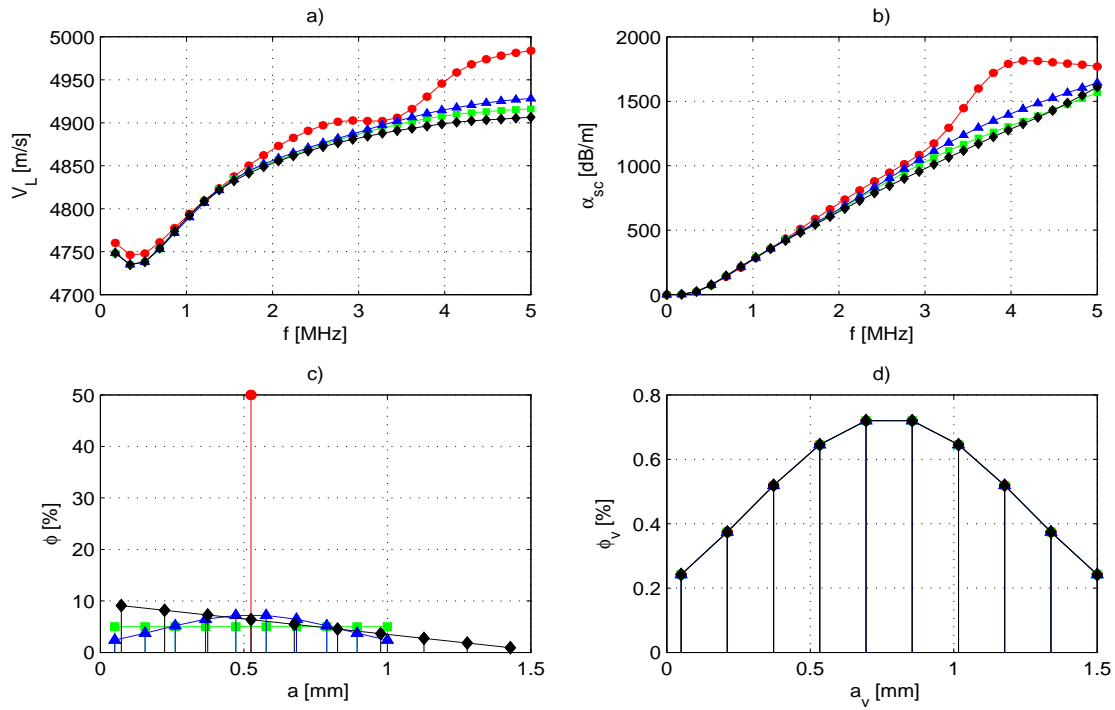 a)
5000
4950
4900
4850
4800
4750
4700
V_L [m/s]
0 1 2 3 4 5
f [MHz]
b)
2000
1500
1000
500
0
α_sc [dB/m]
0 1 2 3 4 5
f [MHz]
c)
50
40
30
20
10
0
ϕ [%]
0 0.5 1 1.5
a [mm]
d)
0.8
0.6
0.4
0.2
0
ϕ_v [%]
0 0.5 1 1.5
a_v [mm]